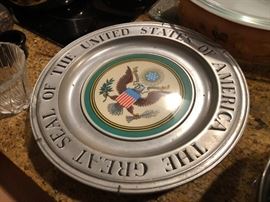 THE GREAT SEAL OF THE UNITED STATES OF AMERICA